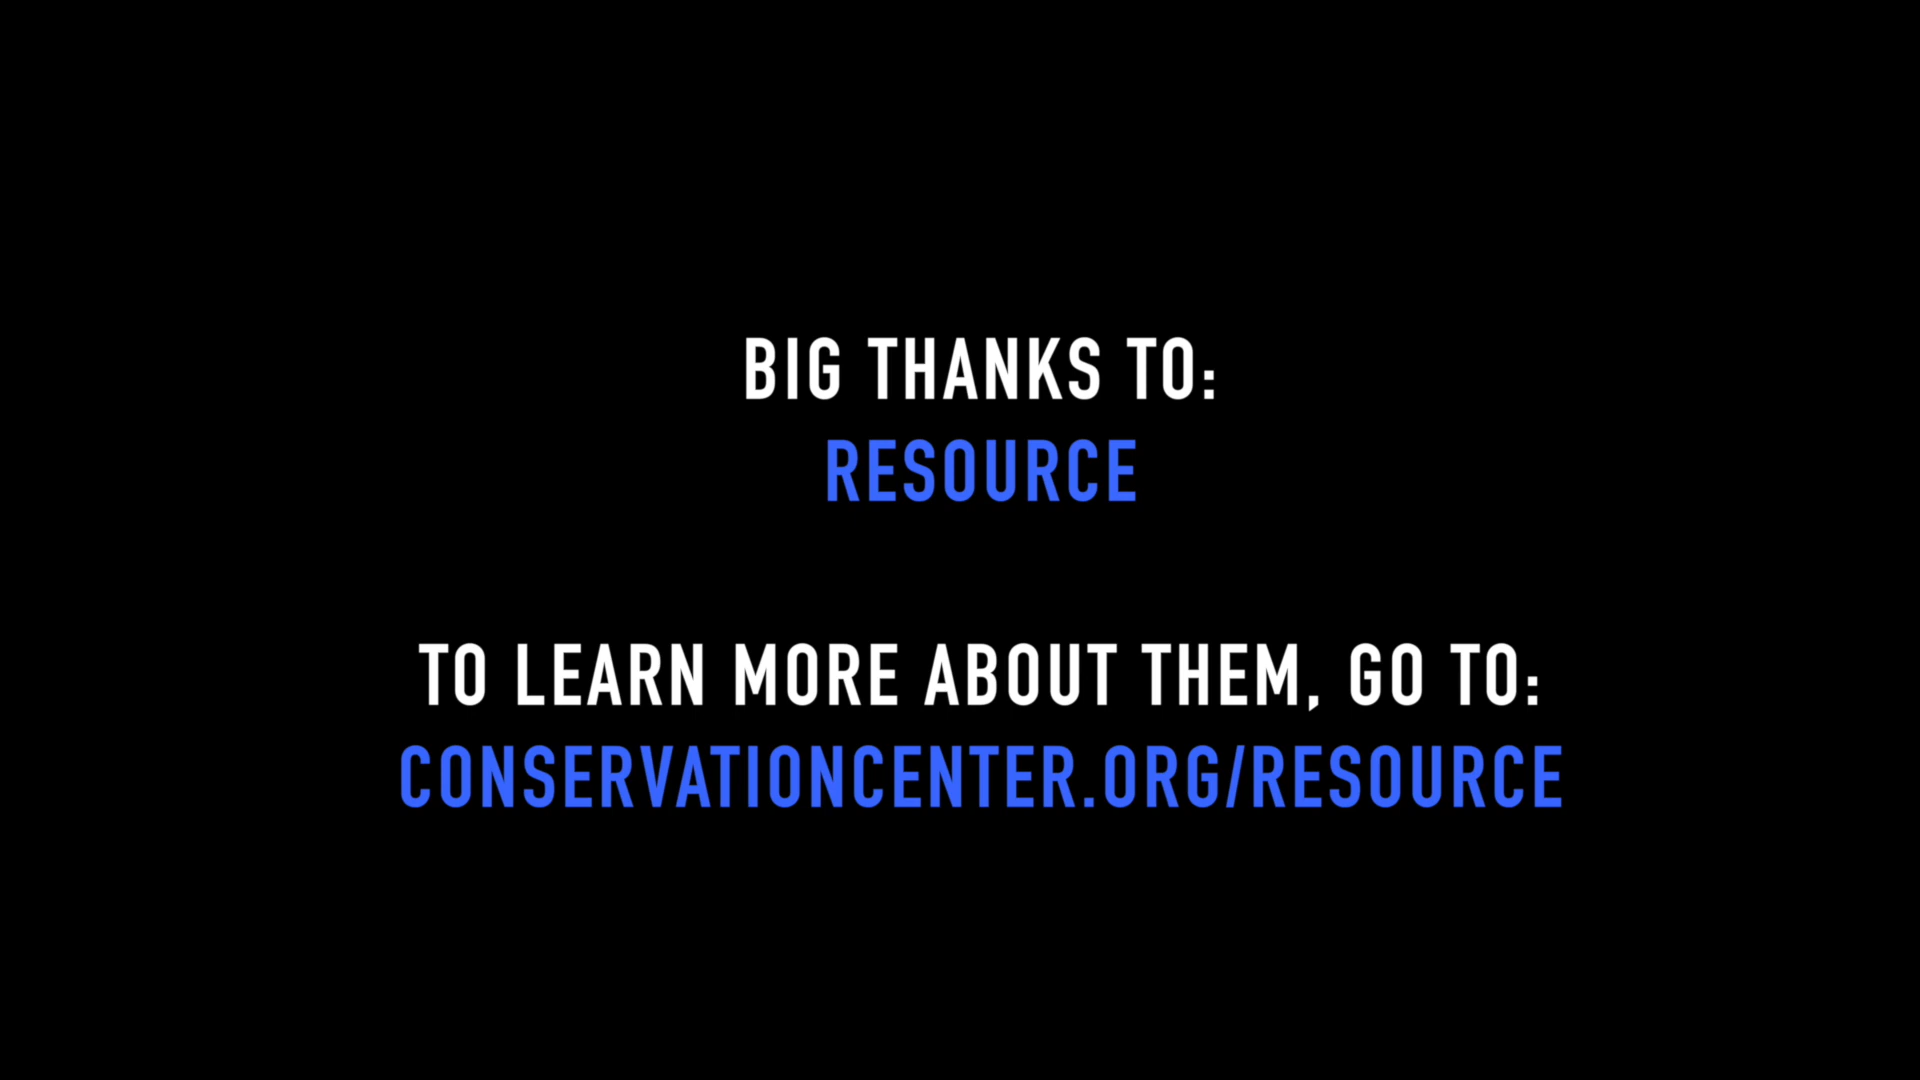 BIG THANKS TO:
RESOURCE
TO LEARN MORE ABOUT THEM, GO TO:
CONSERVATIONCENTER.ORG/RESOURCE